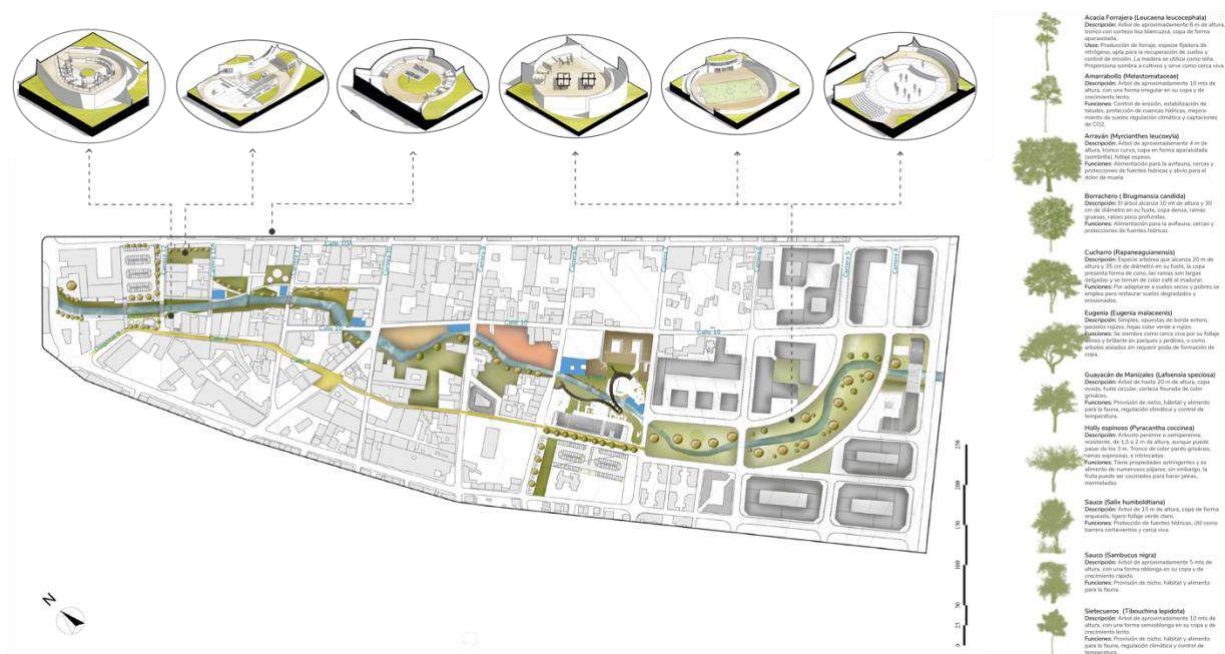 Acacia Forrajera (Leucaena leucocephala)
Descripción: Árbol de aproximadamente 8 m de altura,
tronco con corteza lisa blancuzca, copa de forma
aparasolada.
Usos: Producción de forraje, especie fijadora de
nitrógeno, apta para la recuperación de suelos y
control de erosión. La madera se utiliza como leña.
Proporciona sombra a cultivos y sirve como cerca viva.
Amarrabollo (Melastomataceae)
Descripción: Árbol de aproximadamente 10 mts de
altura, con una forma irregular en su copa y de
crecimiento lento.
Funciones: Control de erosión, estabilización de
taludes, protección de cuencas hídricas, mejora-
miento de suelos regulación climática y captaciones
de CO2.
Arrayán (Myrcianthes leucoxyla)
Descripción: Árbol de aproximadamente 4 m de
altura, tronco curvo, copa en forma aparasolada
(sombrilla), follaje espeso.
Funciones: Alimentación para la avifauna, cercas y
protecciones de fuentes hídricas y alivio para el
dolor de muela.
Borrachero ( Brugmansia candida)
Descripción: El árbol alcanza 10 mt de altura y 30
cm de diámetro en su fuste, copa densa, ramas
gruesas, raíces poco profundas.
Funciones: Alimentación para la avifauna, cercas y
protecciones de fuentes hídricas
Cucharro (Rapaneaguianensis)
Descripción: Especie arbórea que alcanza 20 m de
altura y 35 cm de diámetro en su fuste, la copa
presenta forma de cono, las ramas son largas
delgadas y se tornan de color café al madurar.
Por adaptarse a suelos secos y pobres se
emplea para restaurar suelos degradados y
erosionados.
Eugenia (Eugenia malaceenis)
Descripción: Simples, opuestas de borde entero,
pecíolos rojizos, hojas color verde a rojizo.
Funciones: Se siembra como cerca viva por su follaje
denso y brillante en parques y jardines, o como
arboles aislados sin requerir poda de formación de
copa.
Guayacán de Manizales (Lafoensia speciosa)
Descripción: Árbol de hasta 20 m de altura, copa
ovoide, fuste circular, corteza fisurada de color
grisáceo.
Funciones: Provisión de nicho, hábitat y alimento
para la fauna, regulación climática y control de
temperatura.
Holly espinoso (Pyracantha coccinea)
Descripción: Arbusto perenne o semiperenne,
resistente, de 1,5 a 2 m de altura, aunque puede
pasar de los 3 m. Tronco de color pardo grisáceo,
ramas espinosas, e intrincadas.
Funciones: Tiene propiedades astringentes y es
alimento de numerosos pájaros; sin embargo, la
fruta puede ser cocinados para hacer jaleas,
mermeladas.
Sauce (Salix humboldtiana)
Descripción: Árbol de 15 m de altura, copa de forma
arqueada, ligero follaje verde claro.
Funciones: Protección de fuentes hídricas, útil como
barrera cortavientos y cerca viva.
Sauco (Sambucus nigra)
Descripción: Árbol de aproximadamente 5 mts de
altura, con una forma oblonga en su copa y de
crecimiento rápido.
Funciones: Provisión de nicho, hábitat y alimento
para la fauna.
Sietecueros (Tibouchina lepidota)
Descripción: Árbol de aproximadamente 10 mts de
altura, con una forma semioblonga en su copa y de
crecimiento lento.
Funciones: Provisión de nicho, hábitat y alimento
para la fauna, regulación climática y control de
temperatura.
Calle 10A
Calle 10
Calle 10
Carrera 5
N
250
200
150
100
50
25
0